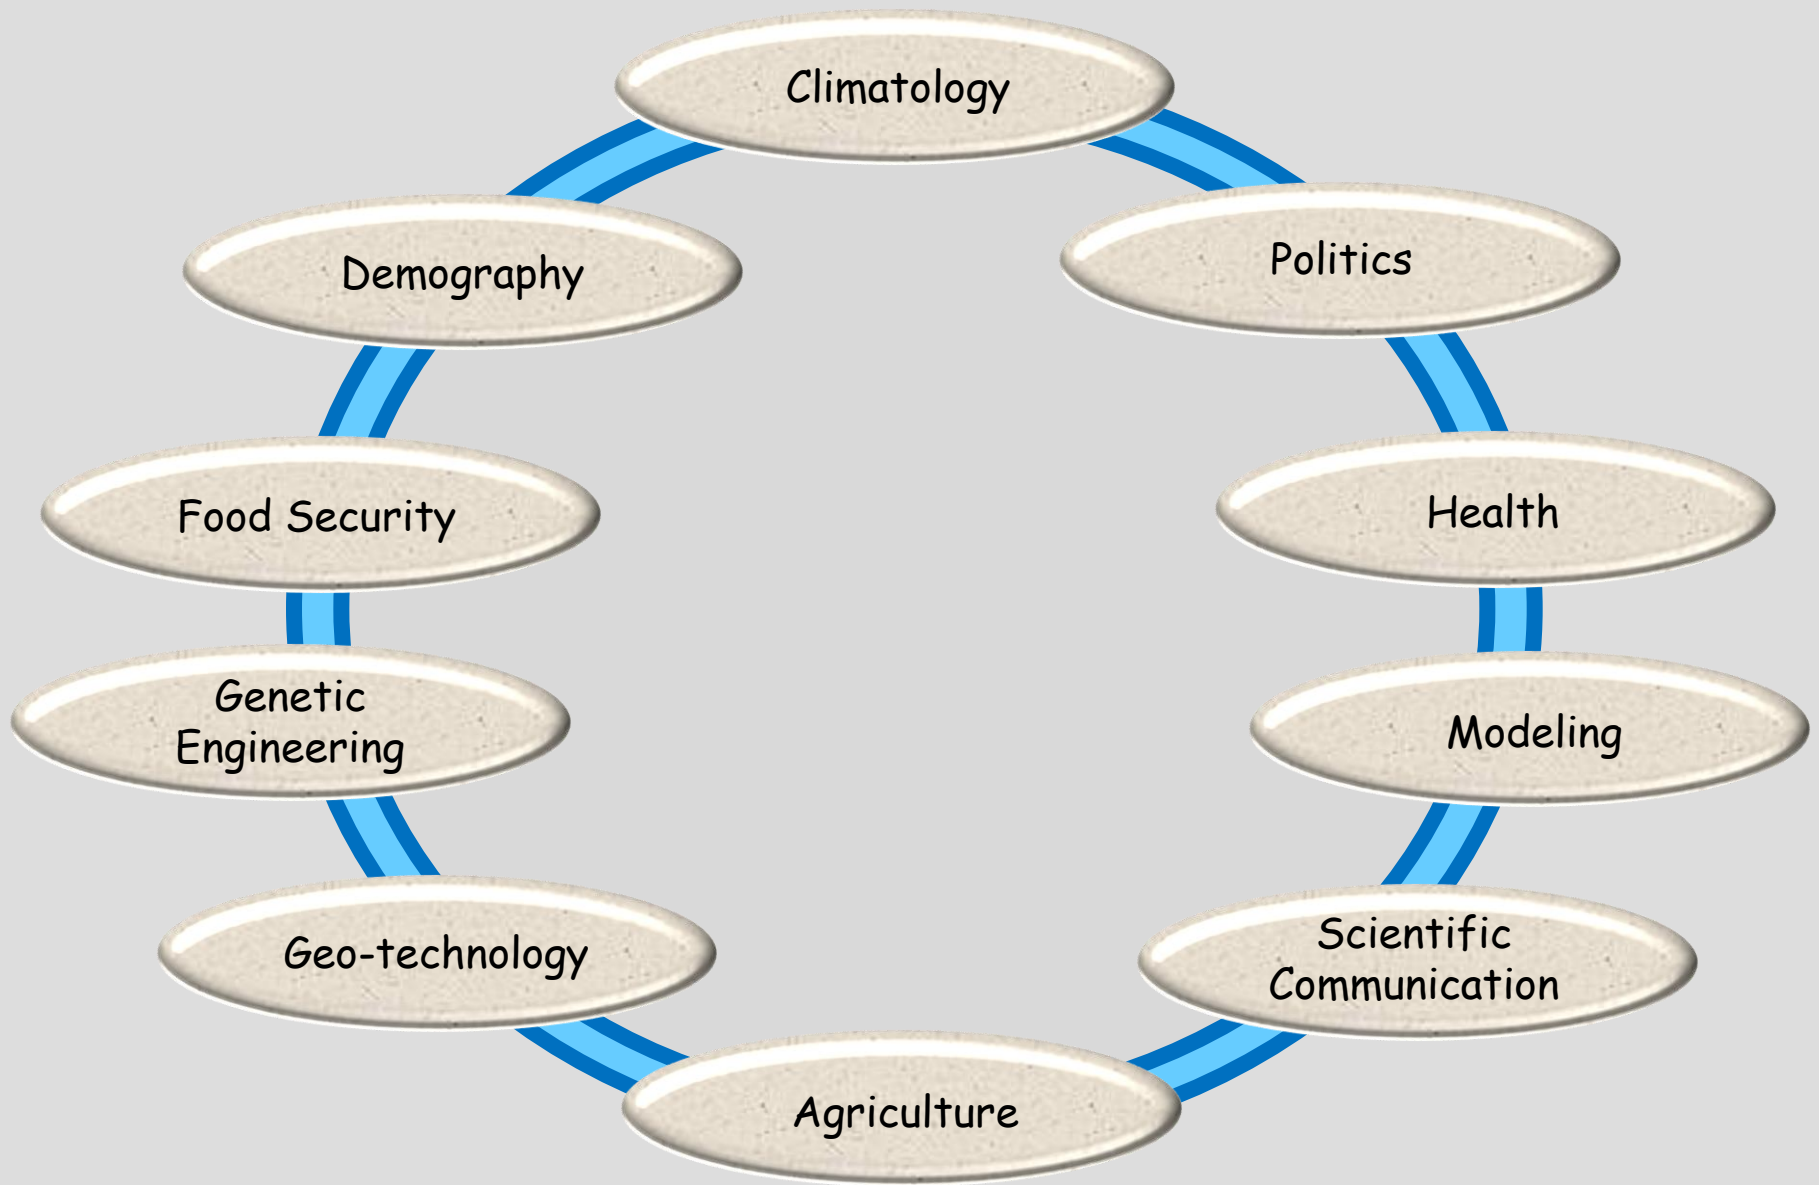 Climatology
Demography
Politics
Food Security
Health
Genetic
Engineering
Modeling
Geo-technology
Scientific
Communication
Agriculture